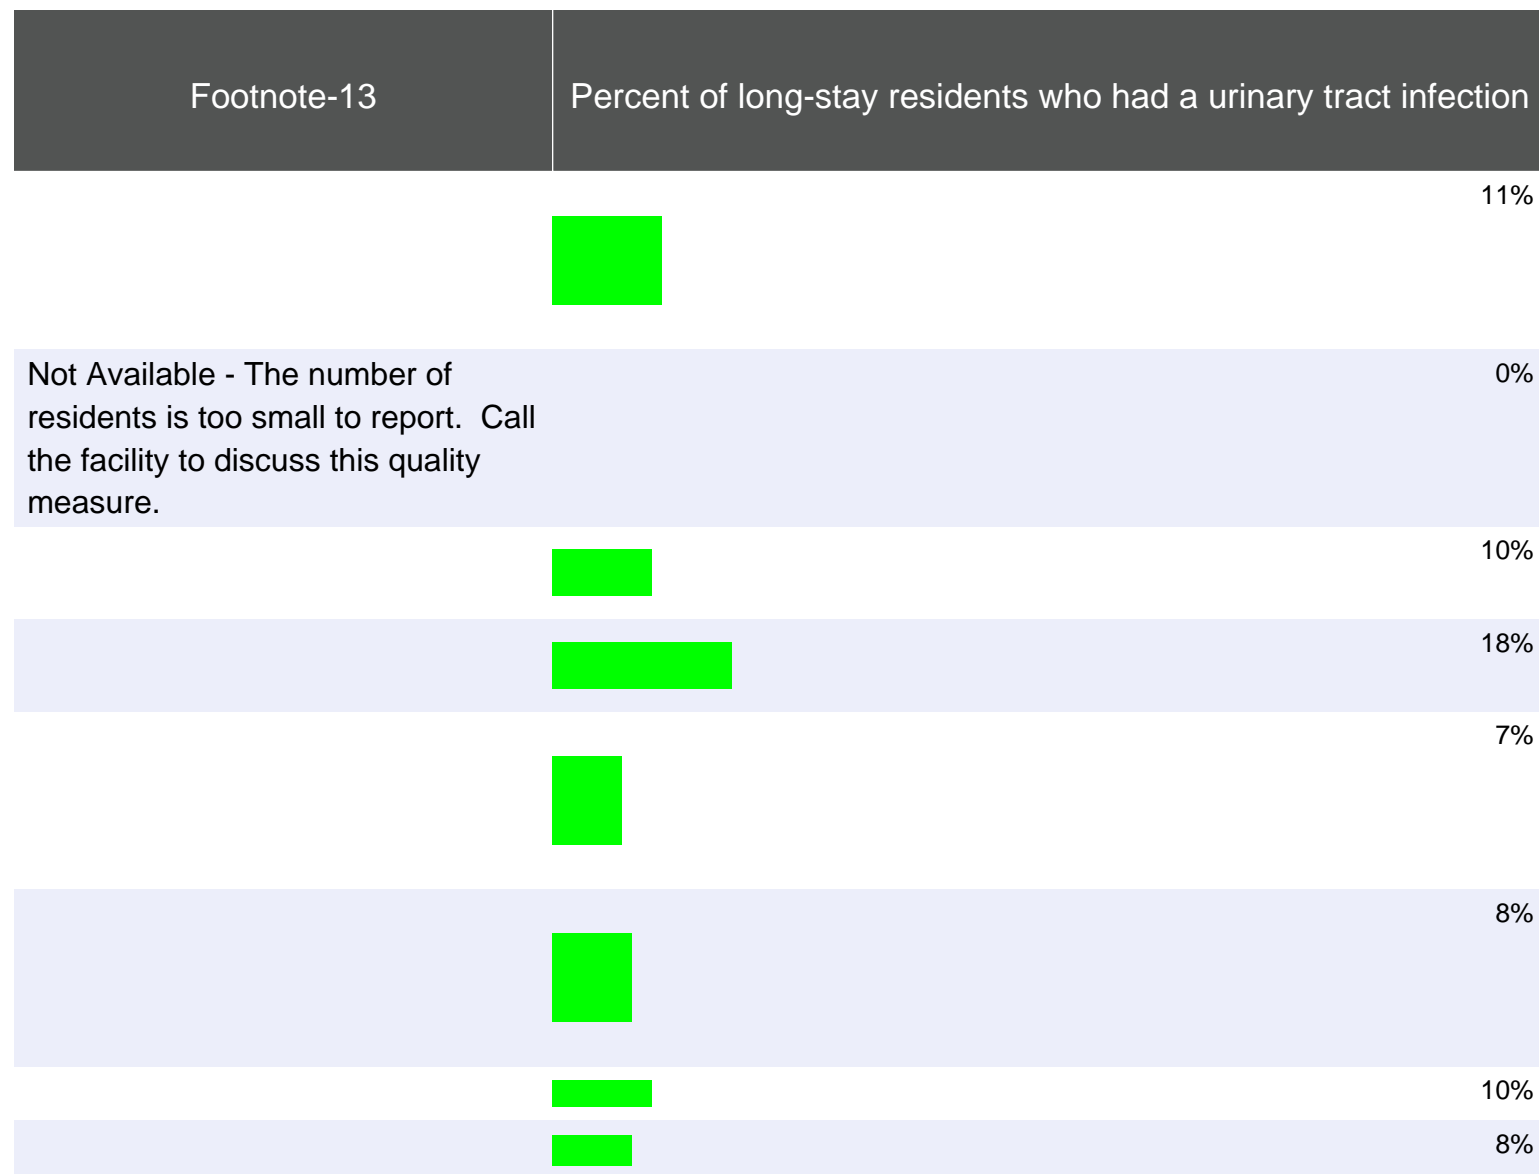 Footnote-13
Percent of long-stay residents who had a urinary tract infection
11%
Not Available - The number of
residents is too small to report.  Call
the facility to discuss this quality
measure.
0%
10%
18%
7%
8%
10%
8%